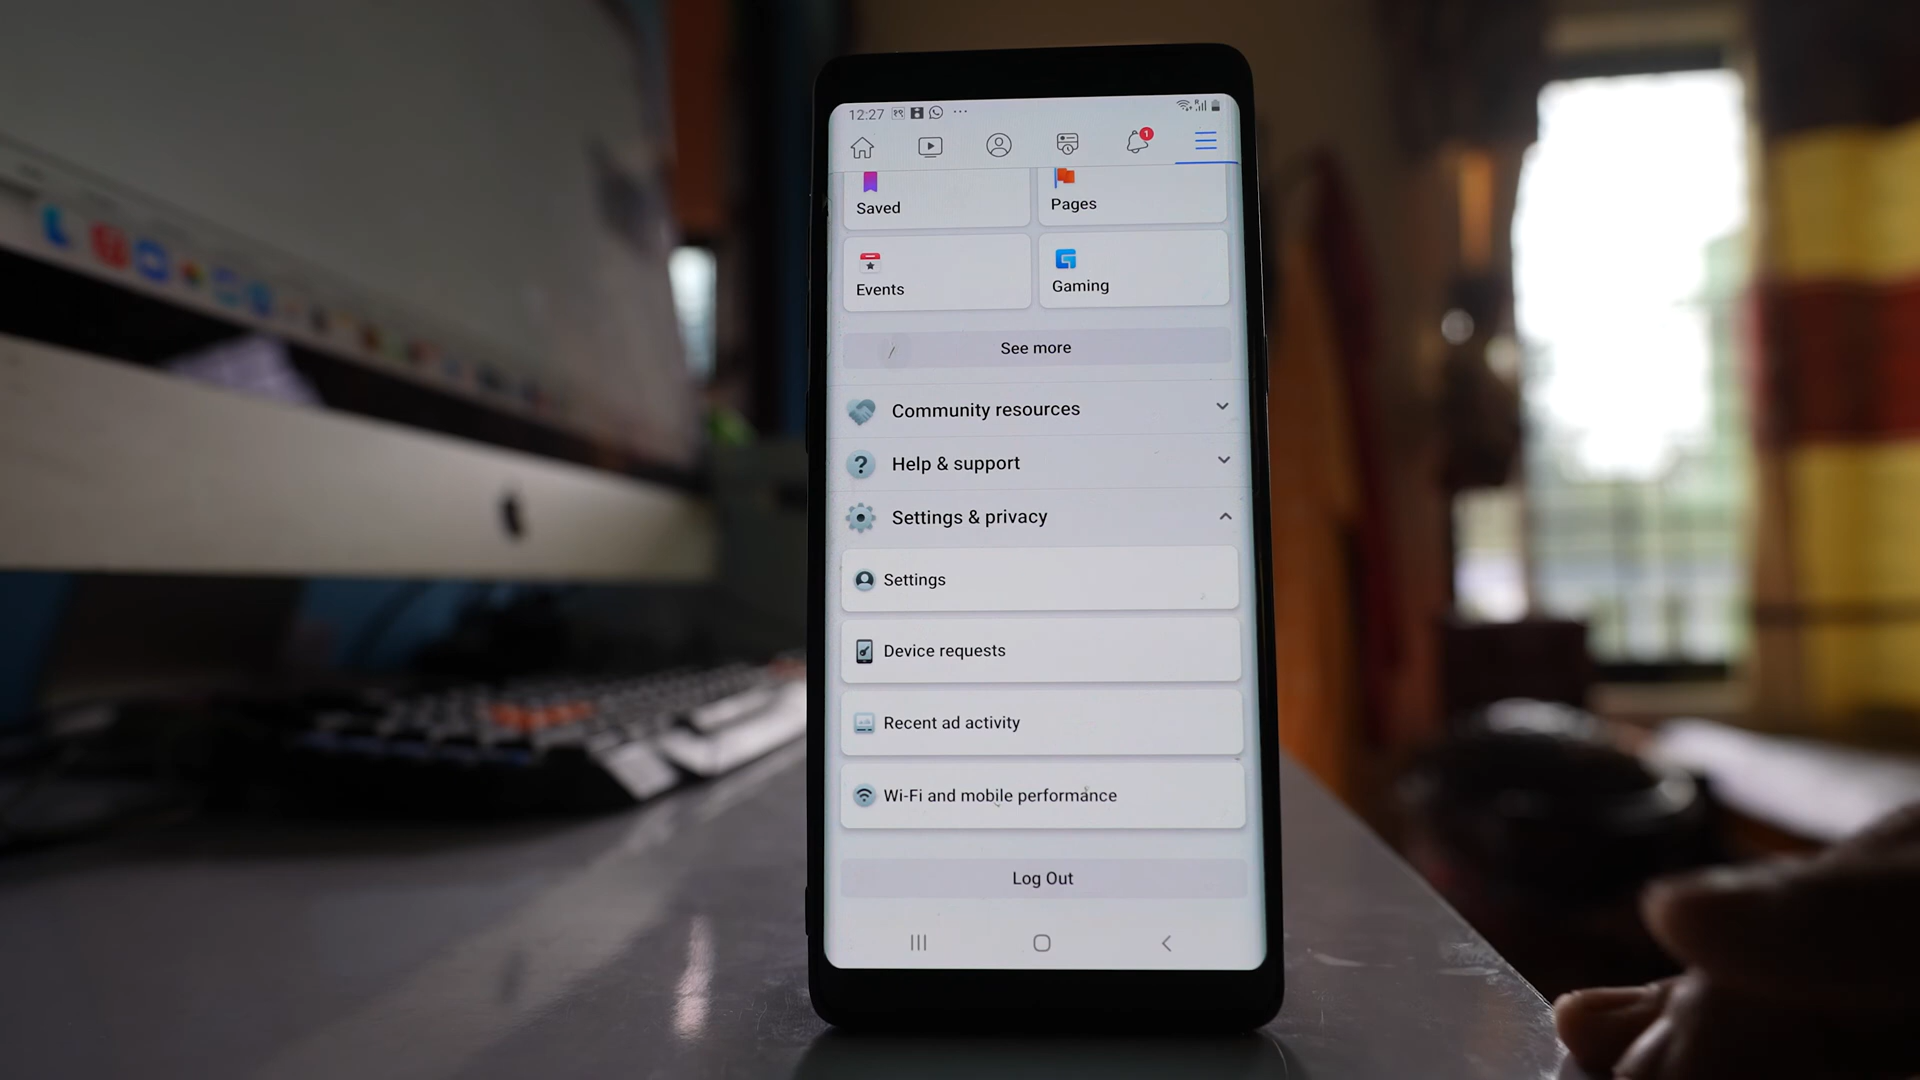 12:27
1
Saved
Pages
Events
Gaming
See more
Community resources
Help & support
Settings & privacy
Settings
Device requests
Recent ad activity
Wi-Fi and mobile performance
Log Out